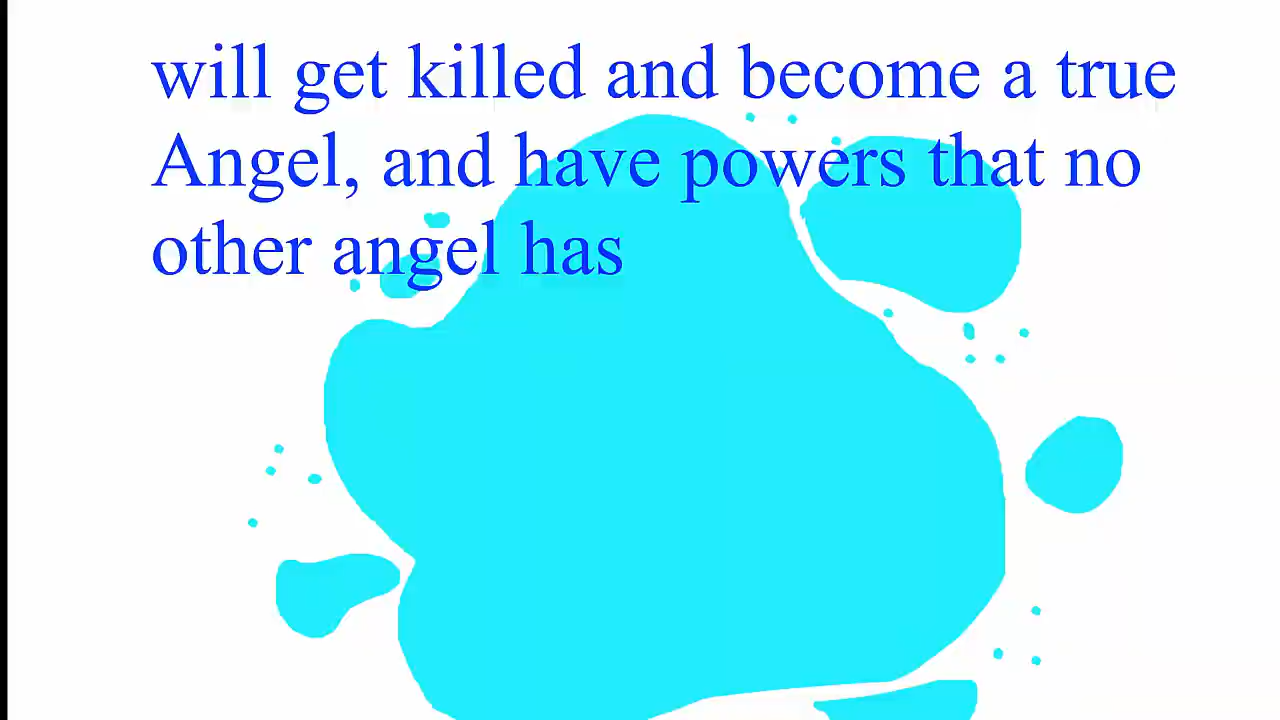 will get killed and become a true
Angel, and have powers that no
other angel has